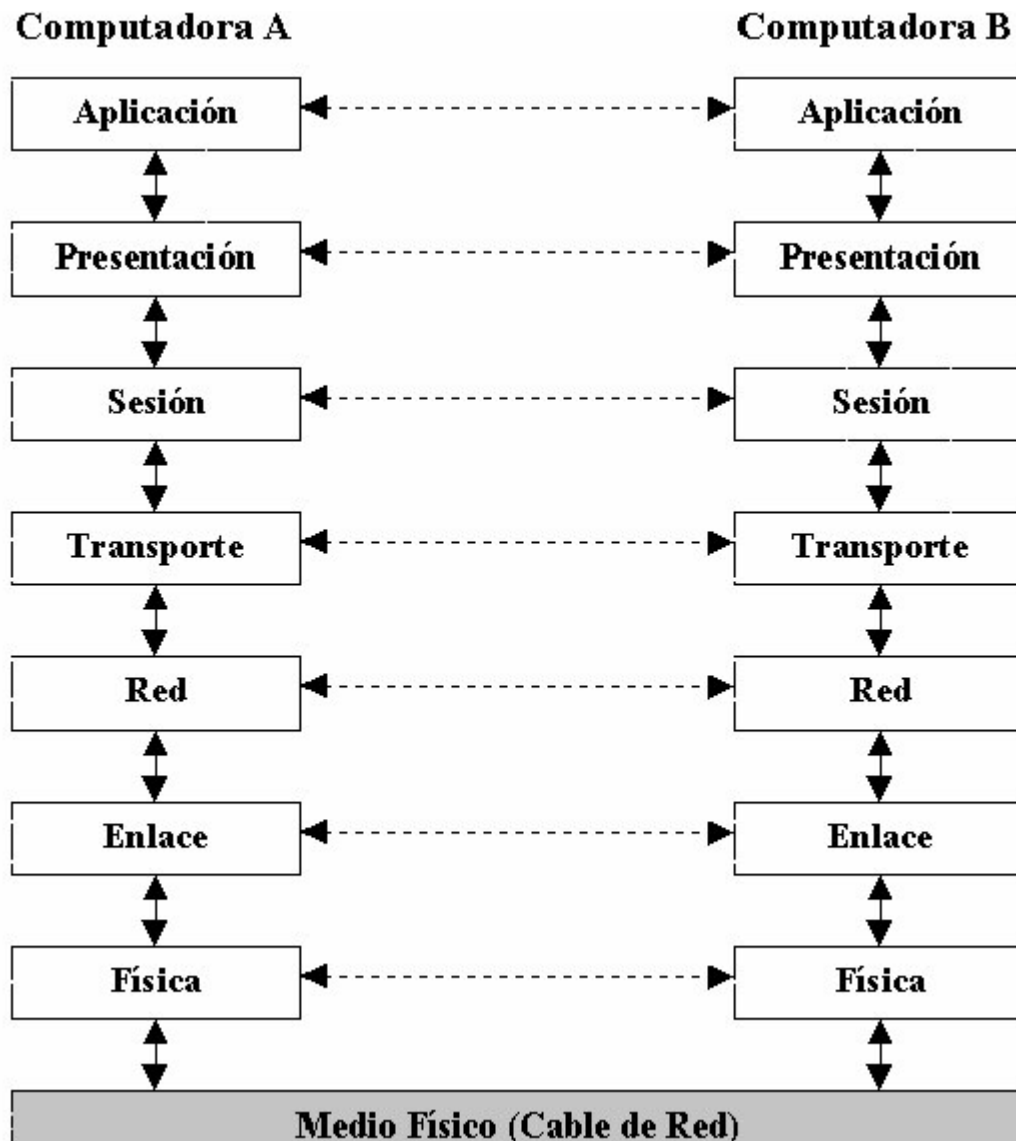 Computadora A Computadora B
Aplicación Aplicación
Presentación Presentación
Sesión Sesión
Transporte Transporte
Red Red
Enlace Enlace
Física Física
Medio Físico (Cable de Red)